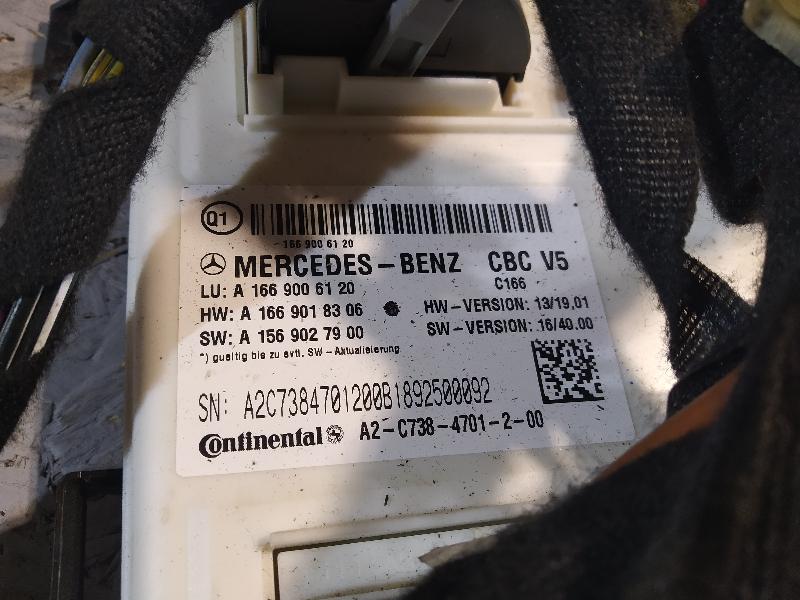 Q1
166 900 61 20
MERCEDES-BENZ CBC V5
C166
LU: A 166 900 61 20
HW: A 166 901 83 06 HW-VERSION: 13/19.01
SW: A 156 902 79 00 SW-VERSION: 16/40.00
*) gueltig bis zu evtl. SW-Aktualisierung
SN: A2C7384701200B1892500092
Continental A2-C738-4701-2-00